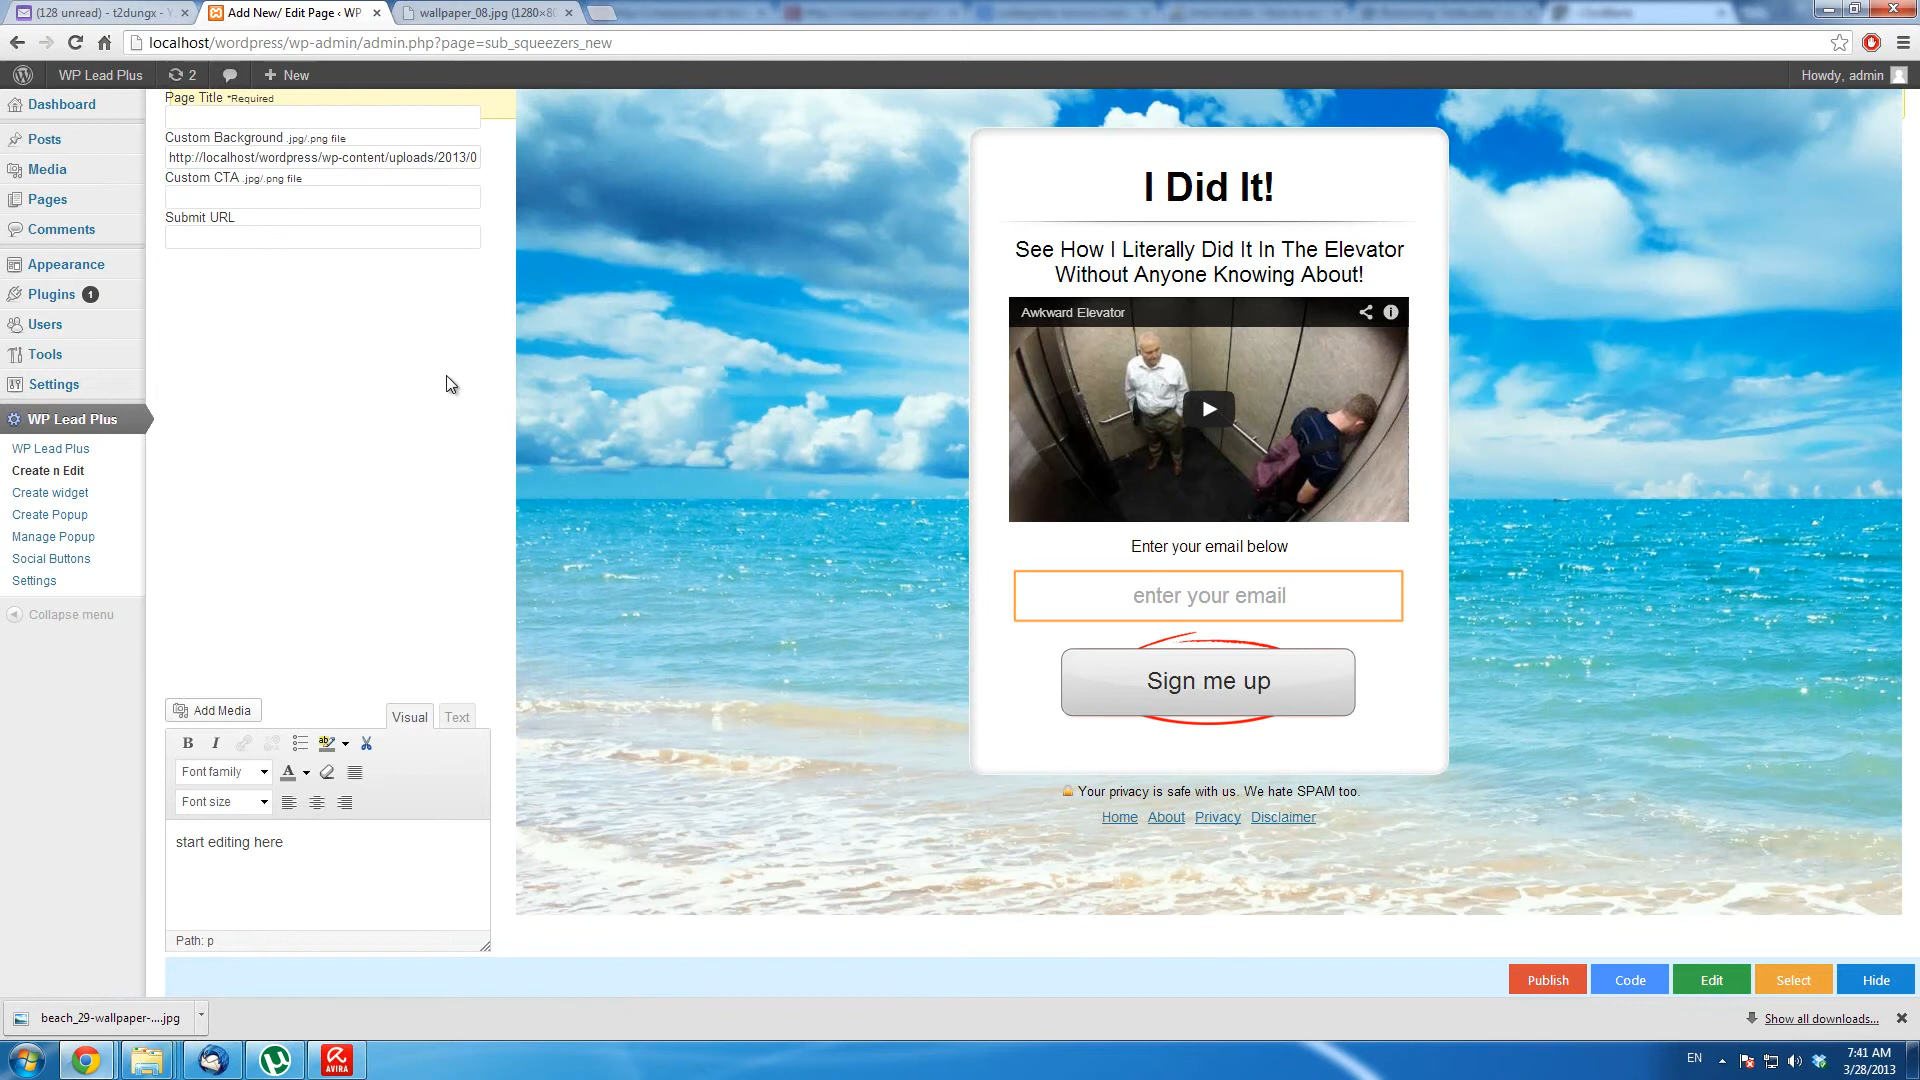 (128 unread) - t2dungx - Y
Add New/ Edit Page ‹ WP
wallpaper_08.jpg (1280×80
localhost/wordpress/wp-admin/admin.php?page=sub_squeezers_new
WP Lead Plus
2
New
Howdy, admin
Dashboard
Posts
Media
Pages
Comments
Appearance
Plugins 1
Users
Tools
Settings
WP Lead Plus
WP Lead Plus
Create n Edit
Create widget
Create Popup
Manage Popup
Social Buttons
Settings
Collapse menu
Page Title *Required
Custom Background .jpg/.png file
http://localhost/wordpress/wp-content/uploads/2013/0
Custom CTA .jpg/.png file
Submit URL
Add Media
Visual
Text
B I
ab
Font family
A
Font size
start editing here
Path: p
I Did It!
See How I Literally Did It In The Elevator
Without Anyone Knowing About!
Awkward Elevator
Enter your email below
enter your email
Sign me up
Your privacy is safe with us. We hate SPAM too.
Home About Privacy Disclaimer
Publish
Code
Edit
Select
Hide
beach_29-wallpaper-....jpg
Show all downloads...
AVIRA
EN
7:41 AM
3/28/2013